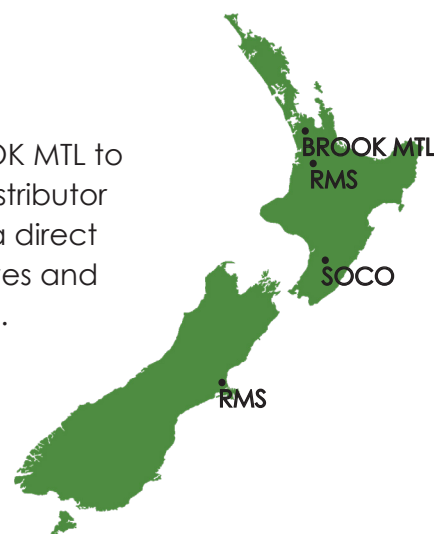 OK MTL to
stributor
a direct
es and
.
BROOK MTL
RMS
SOCO
RMS